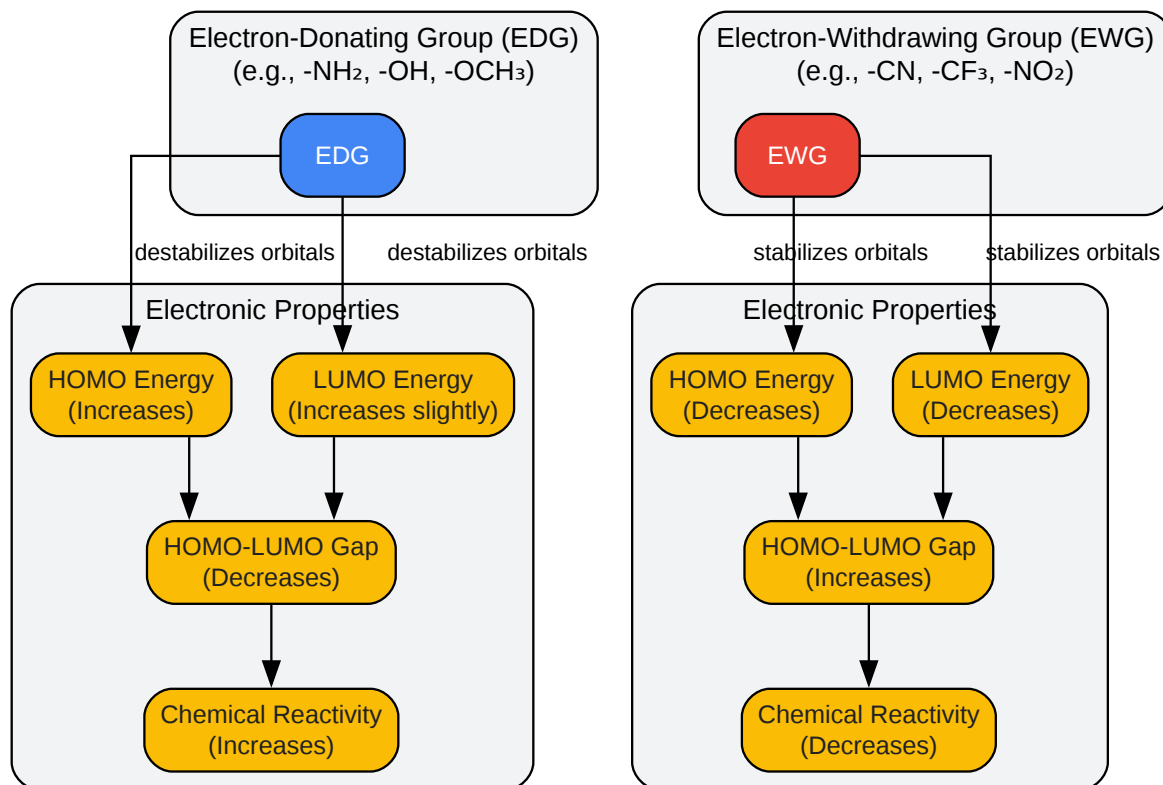 Electron-Donating Group (EDG)
(e.g., -NH₂, -OH, -OCH₃)
EDG
destabilizes orbitals
destabilizes orbitals
Electronic Properties
HOMO Energy
(Increases)
LUMO Energy
(Increases slightly)
HOMO-LUMO Gap
(Decreases)
Chemical Reactivity
(Increases)
Electron-Withdrawing Group (EWG)
(e.g., -CN, -CF₃, -NO₂)
EWG
stabilizes orbitals
stabilizes orbitals
Electronic Properties
HOMO Energy
(Decreases)
LUMO Energy
(Decreases)
HOMO-LUMO Gap
(Increases)
Chemical Reactivity
(Decreases)